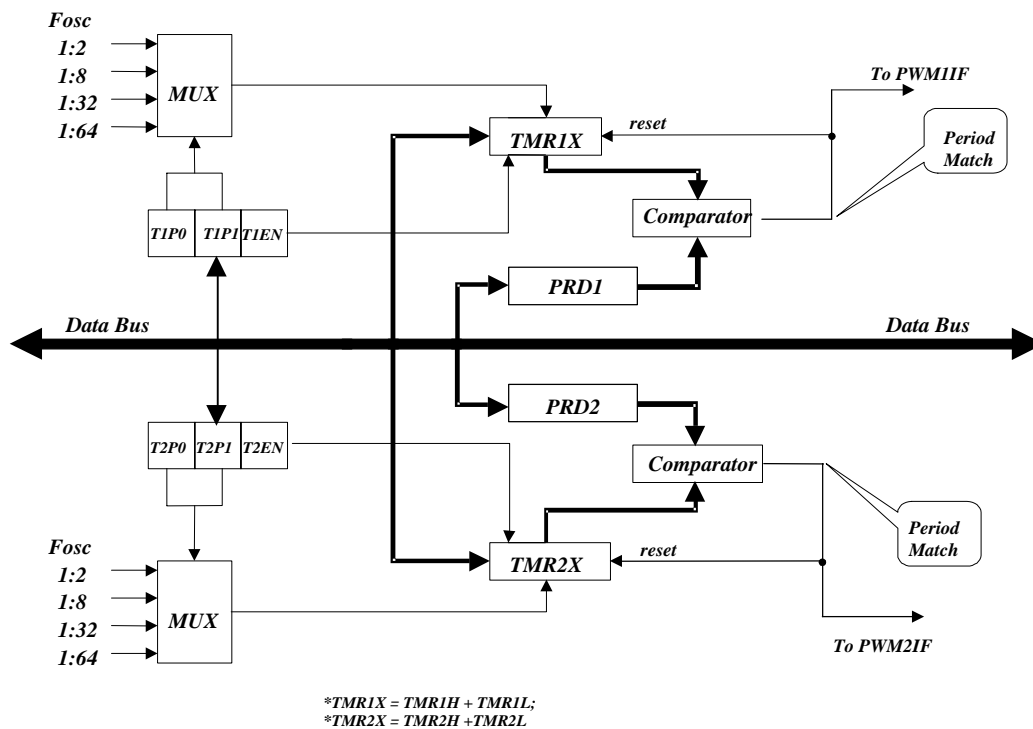 Fosc
1:2
1:8
1:32
1:64
MUX
To PWM1IF
TMR1X
reset
Period
Match
T1P0 T1P1 T1EN
Comparator
PRD1
Data Bus
Data Bus
PRD2
T2P0 T2P1 T2EN
Comparator
Period
Match
Fosc
1:2
1:8
1:32
1:64
MUX
TMR2X
reset
To PWM2IF
*TMR1X = TMR1H + TMR1L;
*TMR2X = TMR2H +TMR2L